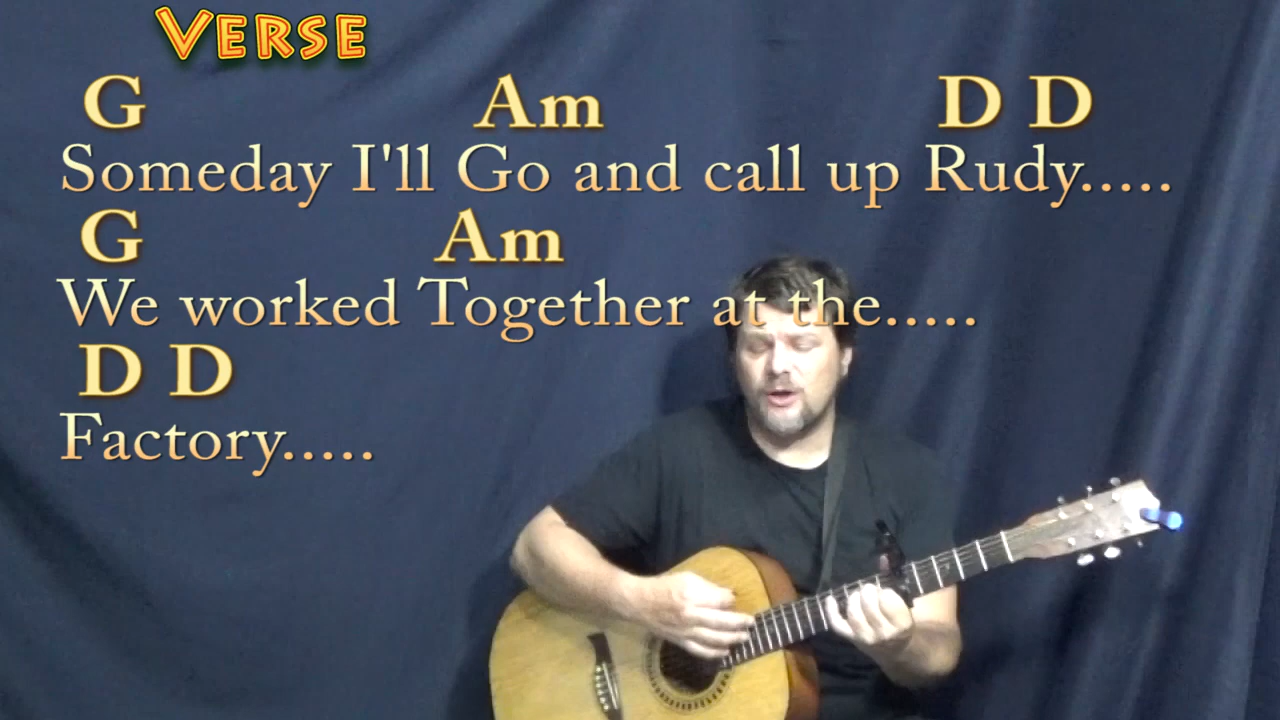 VERSE
G Am D D
Someday I'll Go and call up Rudy.....
G Am
We worked Together at the.....
D D
Factory.....